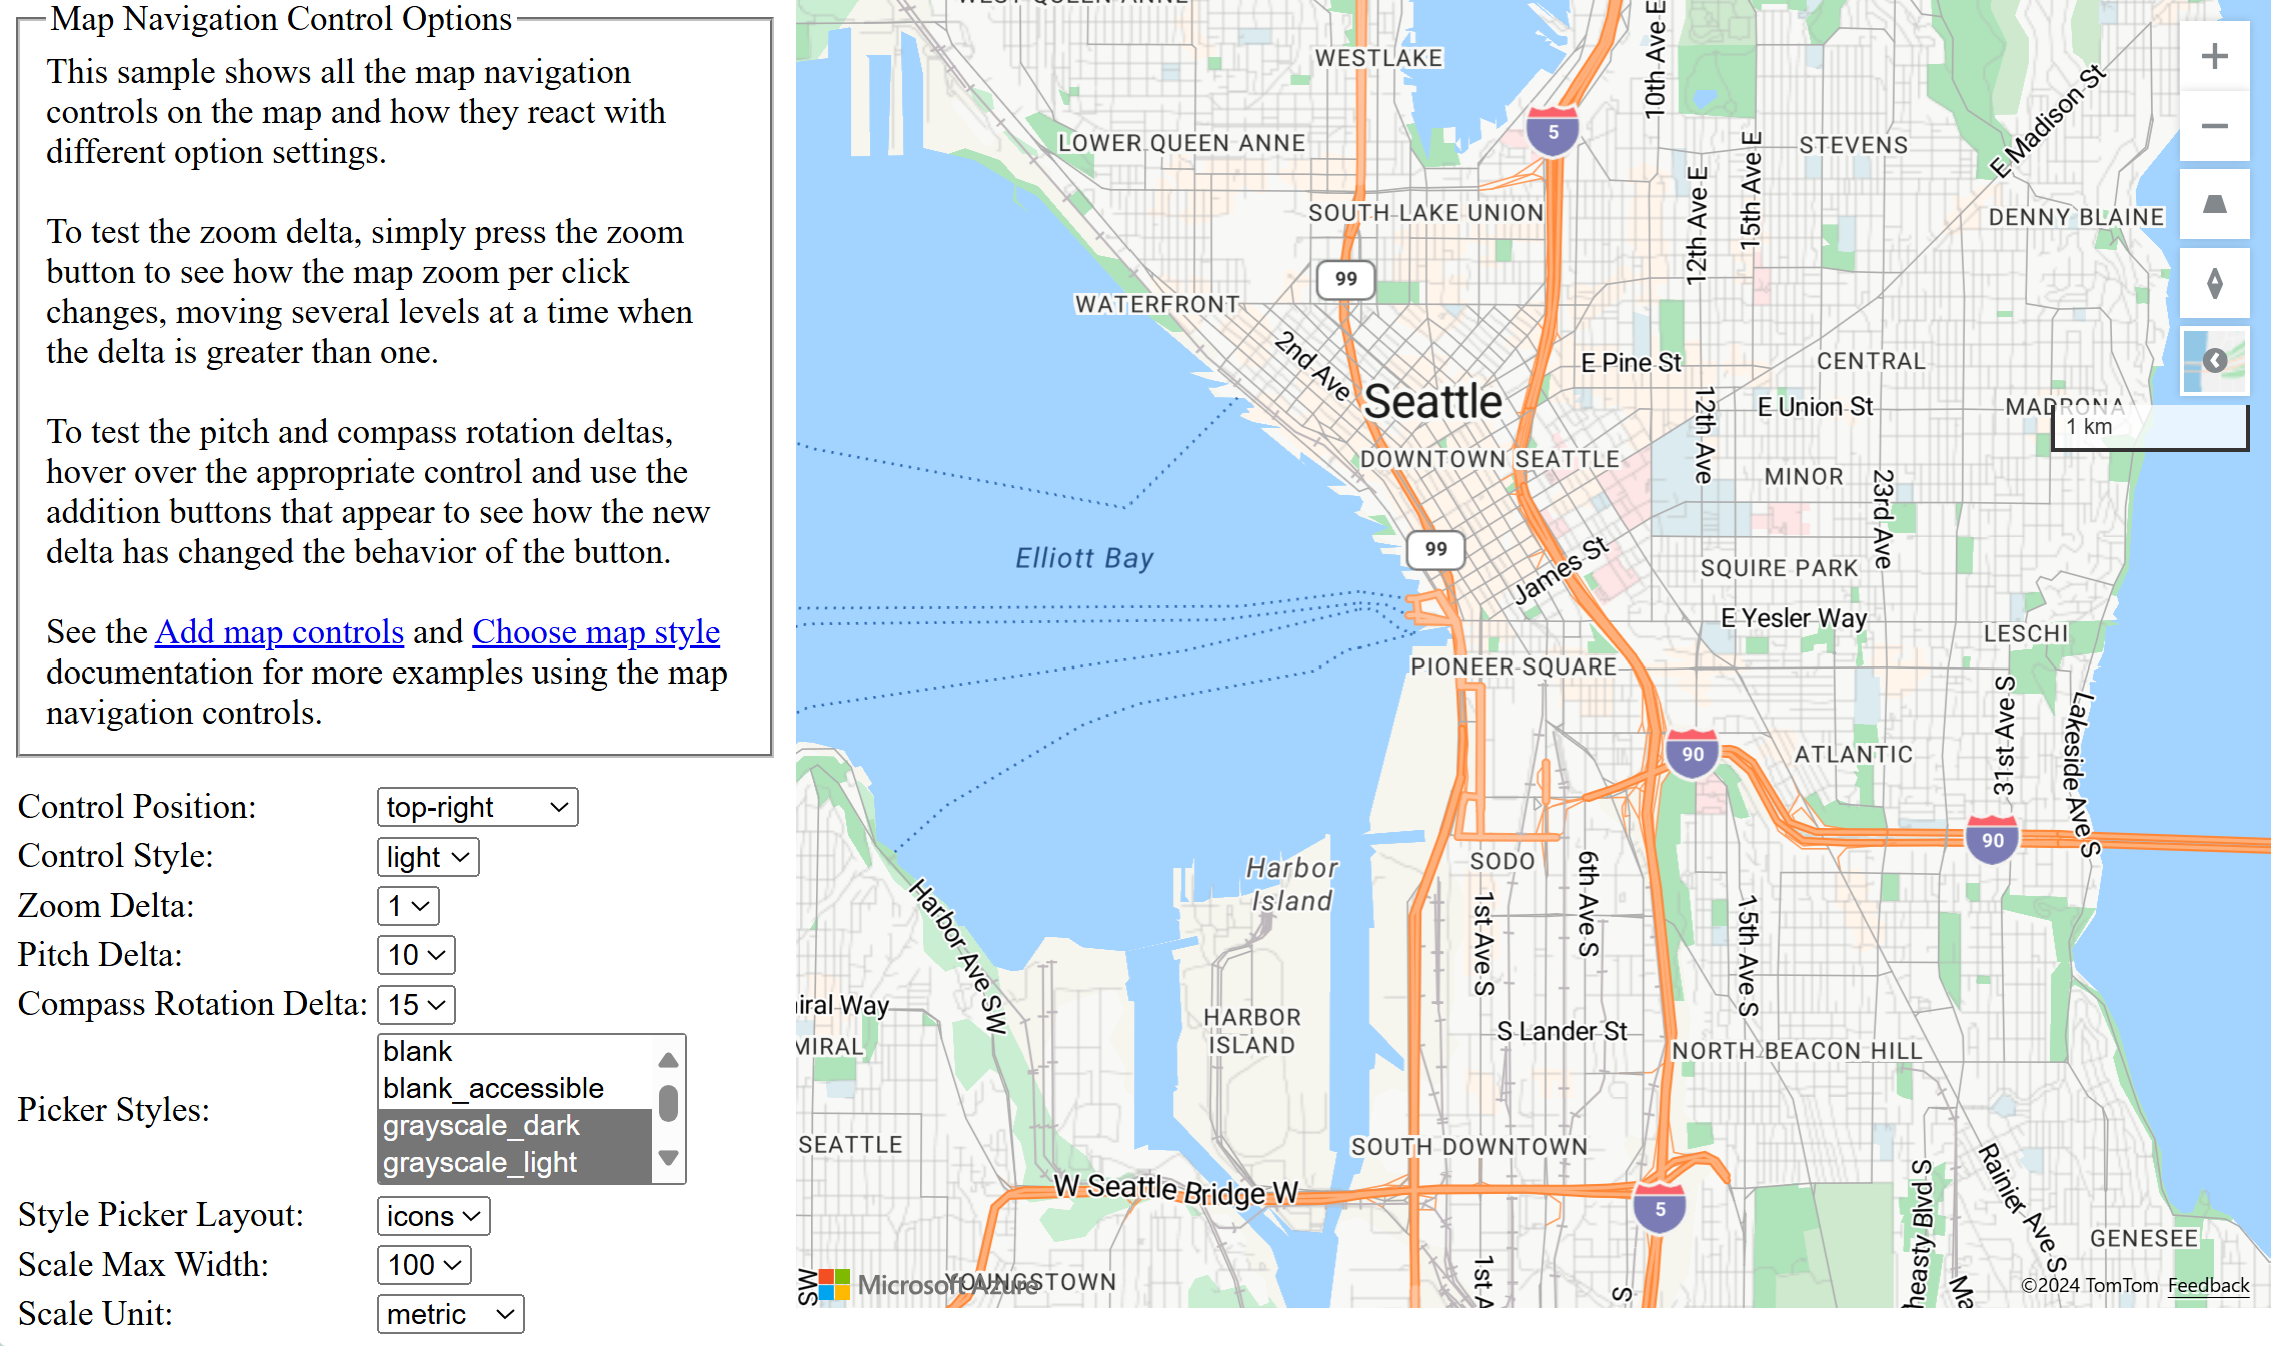 Map Navigation Control Options
This sample shows all the map navigation
controls on the map and how they react with
different option settings.
To test the zoom delta, simply press the zoom
button to see how the map zoom per click
changes, moving several levels at a time when
the delta is greater than one.
To test the pitch and compass rotation deltas,
hover over the appropriate control and use the
addition buttons that appear to see how the new
delta has changed the behavior of the button.
See the Add map controls and Choose map style
documentation for more examples using the map
navigation controls.
Control Position: top-right
Control Style: light
Zoom Delta: 1
Pitch Delta: 10
Compass Rotation Delta: 15
Picker Styles:
blank
blank_accessible
grayscale_dark
grayscale_light
Style Picker Layout: icons
Scale Max Width: 100
Scale Unit: metric
WEST QUEEN ANNE
WESTLAKE
10th Ave E
5
E Madison St
LOWER QUEEN ANNE
15th Ave E
STEVENS
12th Ave E
SOUTH LAKE UNION
DENNY BLAINE
99
WATERFRONT
2nd Ave
E Pine St
CENTRAL
Seattle
12th Ave
E Union St
MADRONA
1 km
DOWNTOWN SEATTLE
MINOR
23rd Ave
99
Elliott Bay
James St
SQUIRE PARK
E Yesler Way
LESCHI
PIONEER SQUARE
31st Ave S
Lakeside Ave S
90
ATLANTIC
90
Harbor
Island
SODO
6th Ave S
Harbor Ave SW
1st Ave S
15th Ave S
iral Way
MIRAL
HARBOR
ISLAND
S Lander St
NORTH BEACON HILL
SEATTLE
SOUTH DOWNTOWN
W Seattle Bridge W
5
Rainier Ave S
heasty Blvd S
GENESEE
SW
Microsoft Azure
YOUNGSTOWN
1st A
S
Ma
©2024 TomTom Feedback